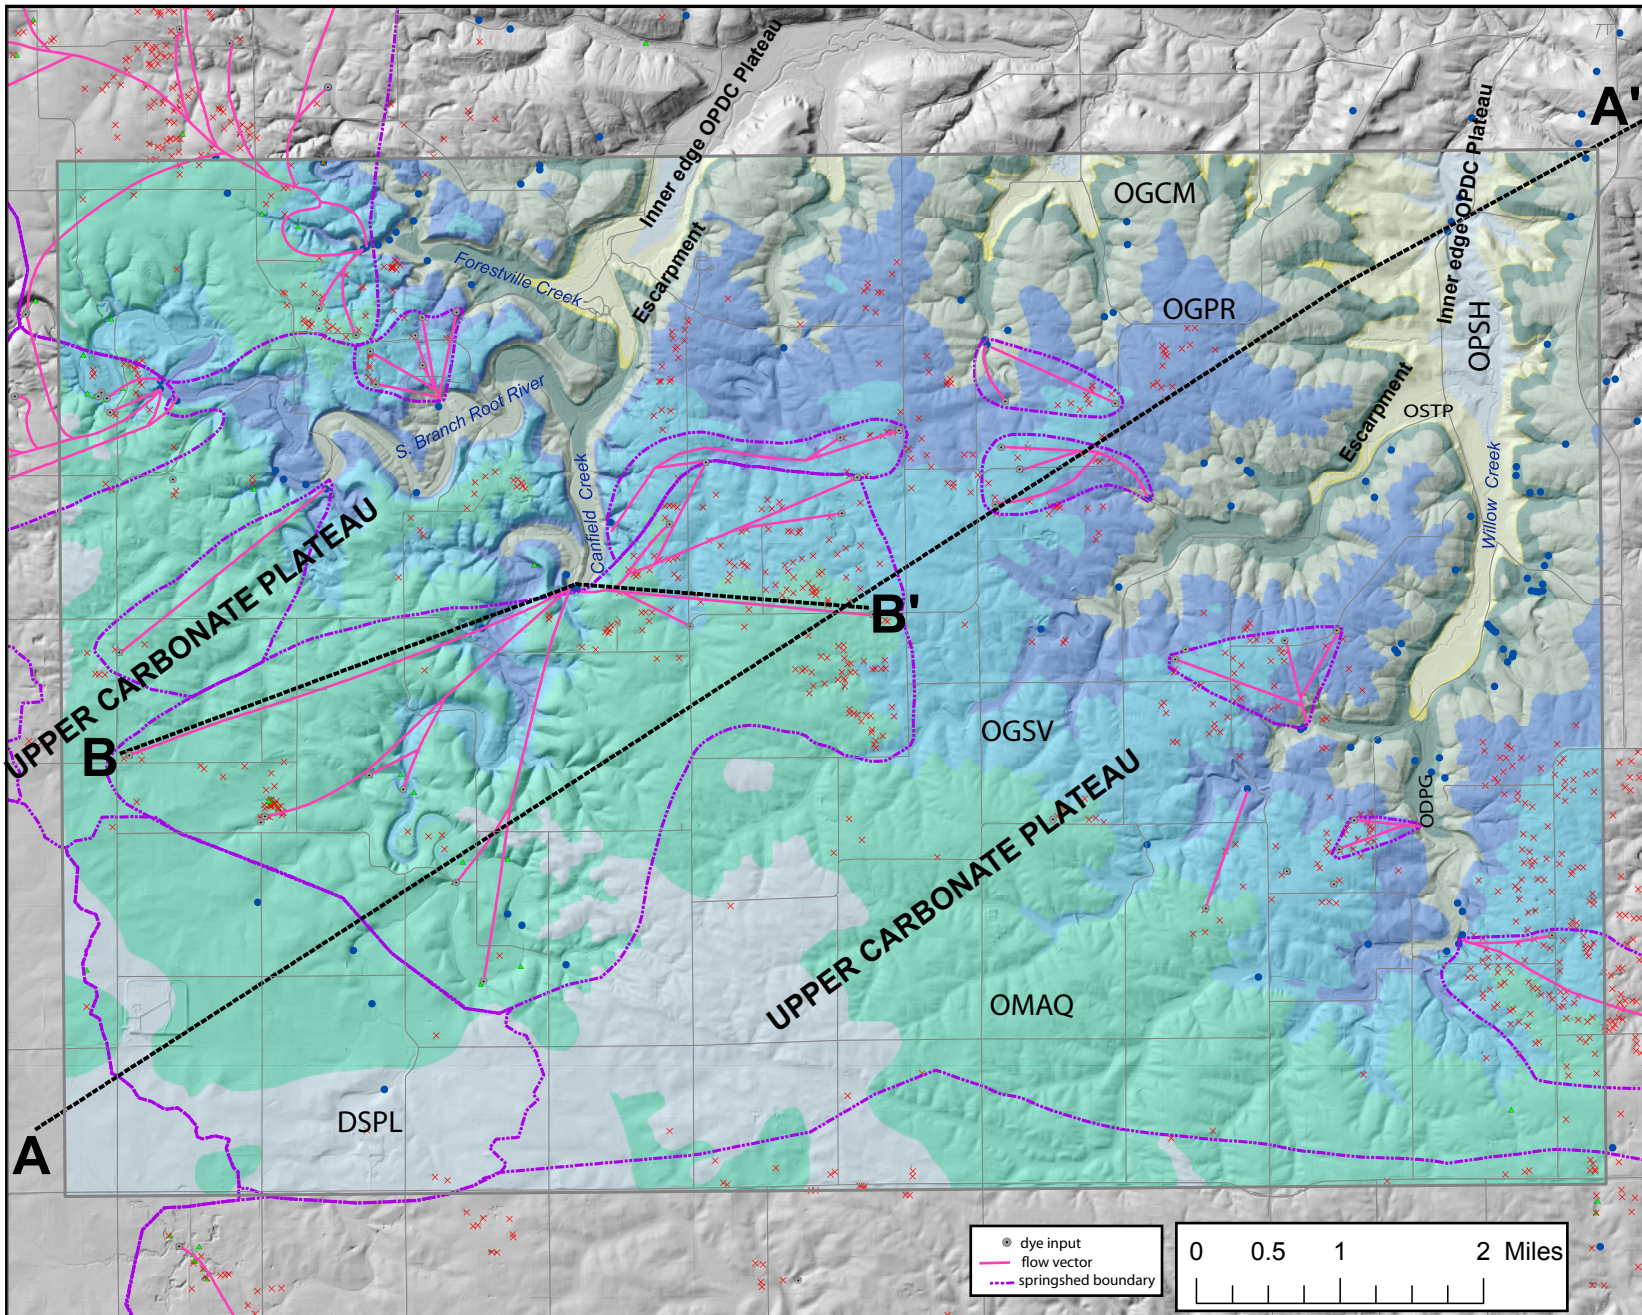 Inner edge OPDC Plateau
Inner edge OPDC Plateau
A'
OGCM
Escarpment
Forestville Creek
OGPR
OPSH
S. Branch Root River
Escarpment
OSTP
Canfield Creek
Willow Creek
UPPER CARBONATE PLATEAU
B'
B
OGSV
ODPG
UPPER CARBONATE PLATEAU
OMAQ
DSPL
A
dye input
flow vector
springshed boundary
0 0.5 1 2 Miles